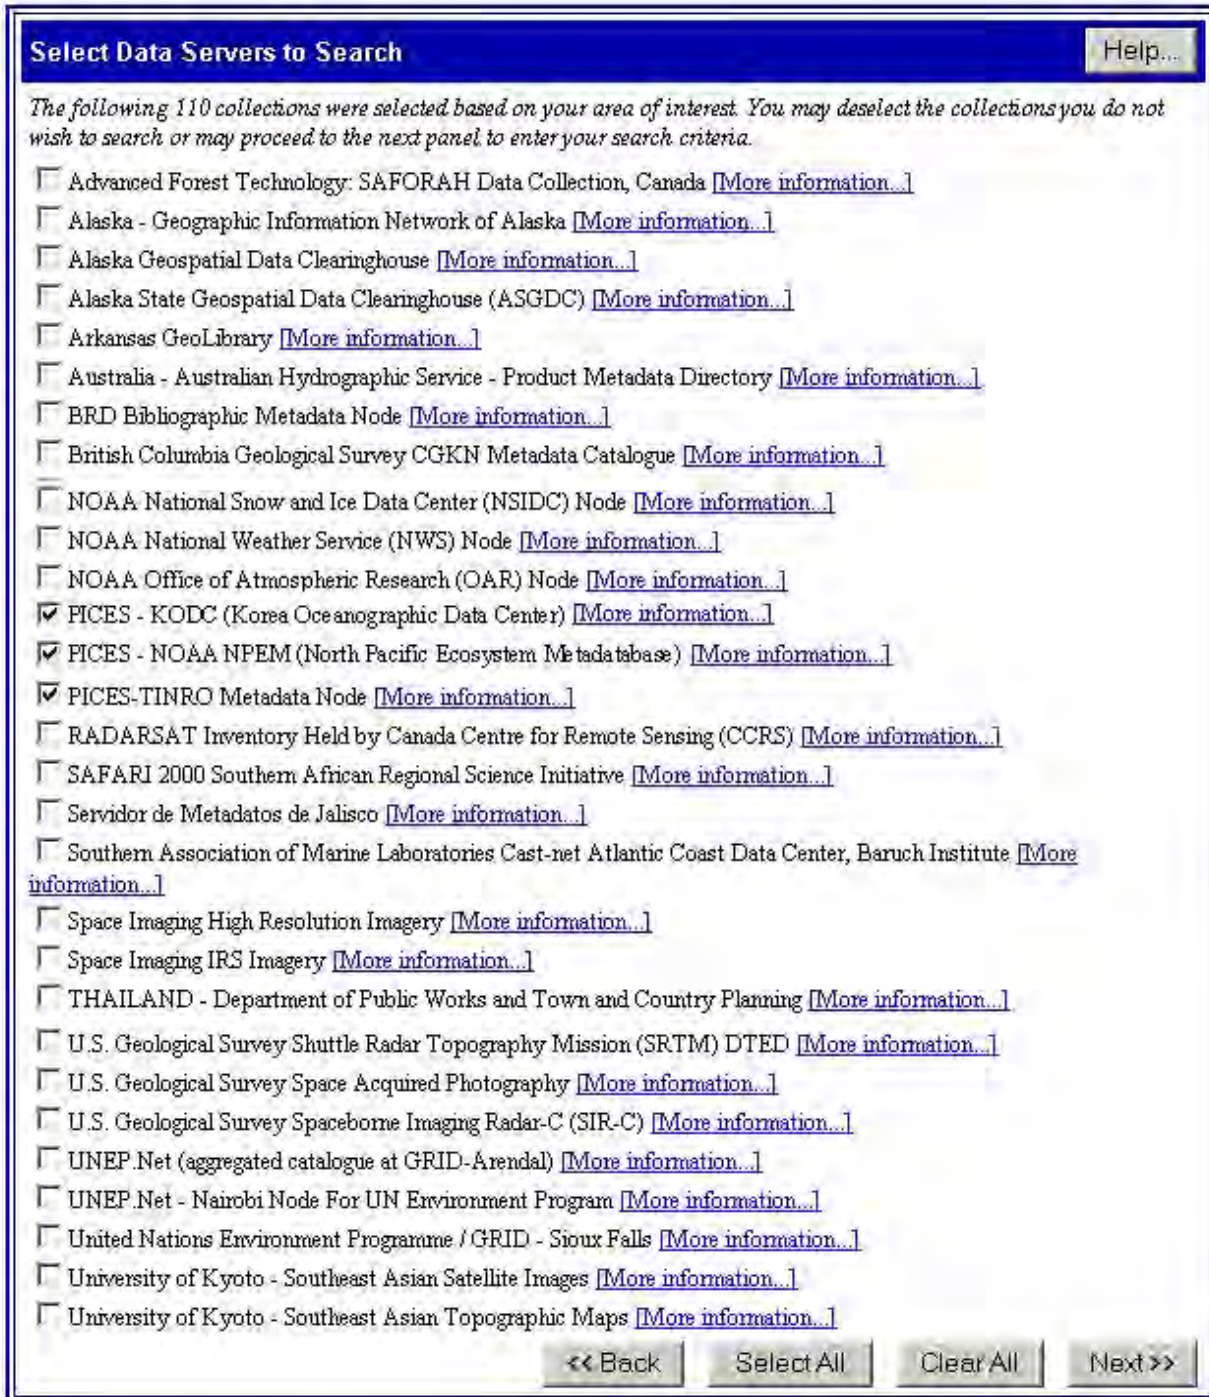 Select Data Servers to Search
Help...
The following 110 collections were selected based on your area of interest. You may deselect the collections you do not
wish to search or may proceed to the next panel to enter your search criteria.
Advanced Forest Technology: SAFORAH Data Collection, Canada [More information...]
Alaska - Geographic Information Network of Alaska [More information...]
Alaska Geospatial Data Clearinghouse [More information...]
Alaska State Geospatial Data Clearinghouse (ASGDC) [More information...]
Arkansas GeoLibrary [More information...]
Australia - Australian Hydrographic Service - Product Metadata Directory [More information...]
BRD Bibliographic Metadata Node [More information...]
British Columbia Geological Survey CGKN Metadata Catalogue [More information...]
NOAA National Snow and Ice Data Center (NSIDC) Node [More information...]
NOAA National Weather Service (NWS) Node [More information...]
NOAA Office of Atmospheric Research (OAR) Node [More information...]
PICES - KODC (Korea Oceanographic Data Center) [More information...]
PICES - NOAA NPEM (North Pacific Ecosystem Metadatabase) [More information...]
PICES-TINRO Metadata Node [More information...]
RADARSAT Inventory Held by Canada Centre for Remote Sensing (CCRS) [More information...]
SAFARI 2000 Southern African Regional Science Initiative [More information...]
Servidor de Metadatos de Jalisco [More information...]
Southern Association of Marine Laboratories Cast-net Atlantic Coast Data Center, Baruch Institute [More
information...]
Space Imaging High Resolution Imagery [More information...]
Space Imaging IRS Imagery [More information...]
THAILAND - Department of Public Works and Town and Country Planning [More information...]
U.S. Geological Survey Shuttle Radar Topography Mission (SRTM) DTED [More information...]
U.S. Geological Survey Space Acquired Photography [More information...]
U.S. Geological Survey Spaceborne Imaging Radar-C (SIR-C) [More information...]
UNEP.Net (aggregated catalogue at GRID-Arendal) [More information...]
UNEP.Net - Nairobi Node For UN Environment Program [More information...]
United Nations Environment Programme / GRID - Sioux Falls [More information...]
University of Kyoto - Southeast Asian Satellite Images [More information...]
University of Kyoto - Southeast Asian Topographic Maps [More information...]
<< Back Select All Clear All Next >>